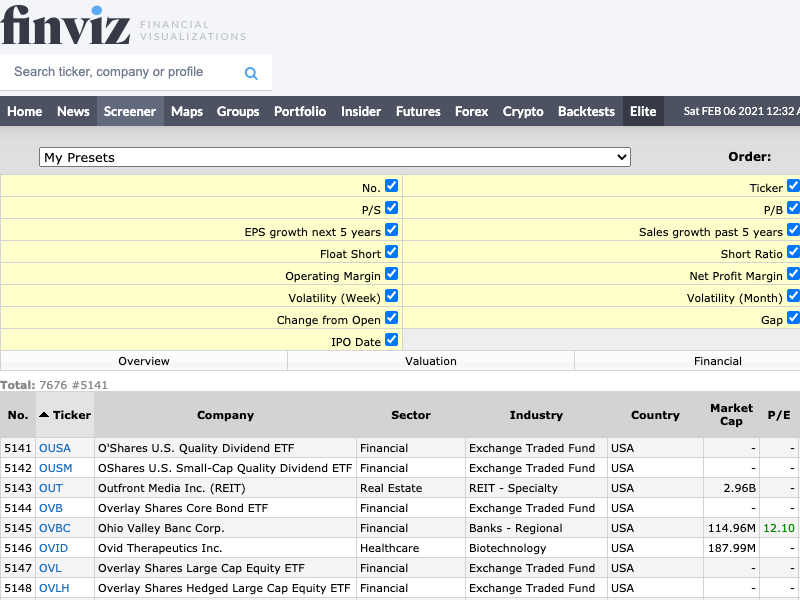 finviz FINANCIAL VISUALIZATIONS
Search ticker, company or profile
Home News Screener Maps Groups Portfolio Insider Futures Forex Crypto Backtests Elite Sat FEB 06 2021 12:32 A
My Presets Order:
No. Ticker
P/S P/B
EPS growth next 5 years Sales growth past 5 years
Float Short Short Ratio
Operating Margin Net Profit Margin
Volatility (Week) Volatility (Month)
Change from Open Gap
IPO Date
Overview Valuation Financial
Total: 7676 #5141
No. Ticker Company Sector Industry Country Market Cap P/E
5141 OUSA O'Shares U.S. Quality Dividend ETF Financial Exchange Traded Fund USA - -
5142 OUSM OShares U.S. Small-Cap Quality Dividend ETF Financial Exchange Traded Fund USA - -
5143 OUT Outfront Media Inc. (REIT) Real Estate REIT - Specialty USA 2.96B -
5144 OVB Overlay Shares Core Bond ETF Financial Exchange Traded Fund USA - -
5145 OVBC Ohio Valley Banc Corp. Financial Banks - Regional USA 114.96M 12.10
5146 OVID Ovid Therapeutics Inc. Healthcare Biotechnology USA 187.99M -
5147 OVL Overlay Shares Large Cap Equity ETF Financial Exchange Traded Fund USA - -
5148 OVLH Overlay Shares Hedged Large Cap Equity ETF Financial Exchange Traded Fund USA - -